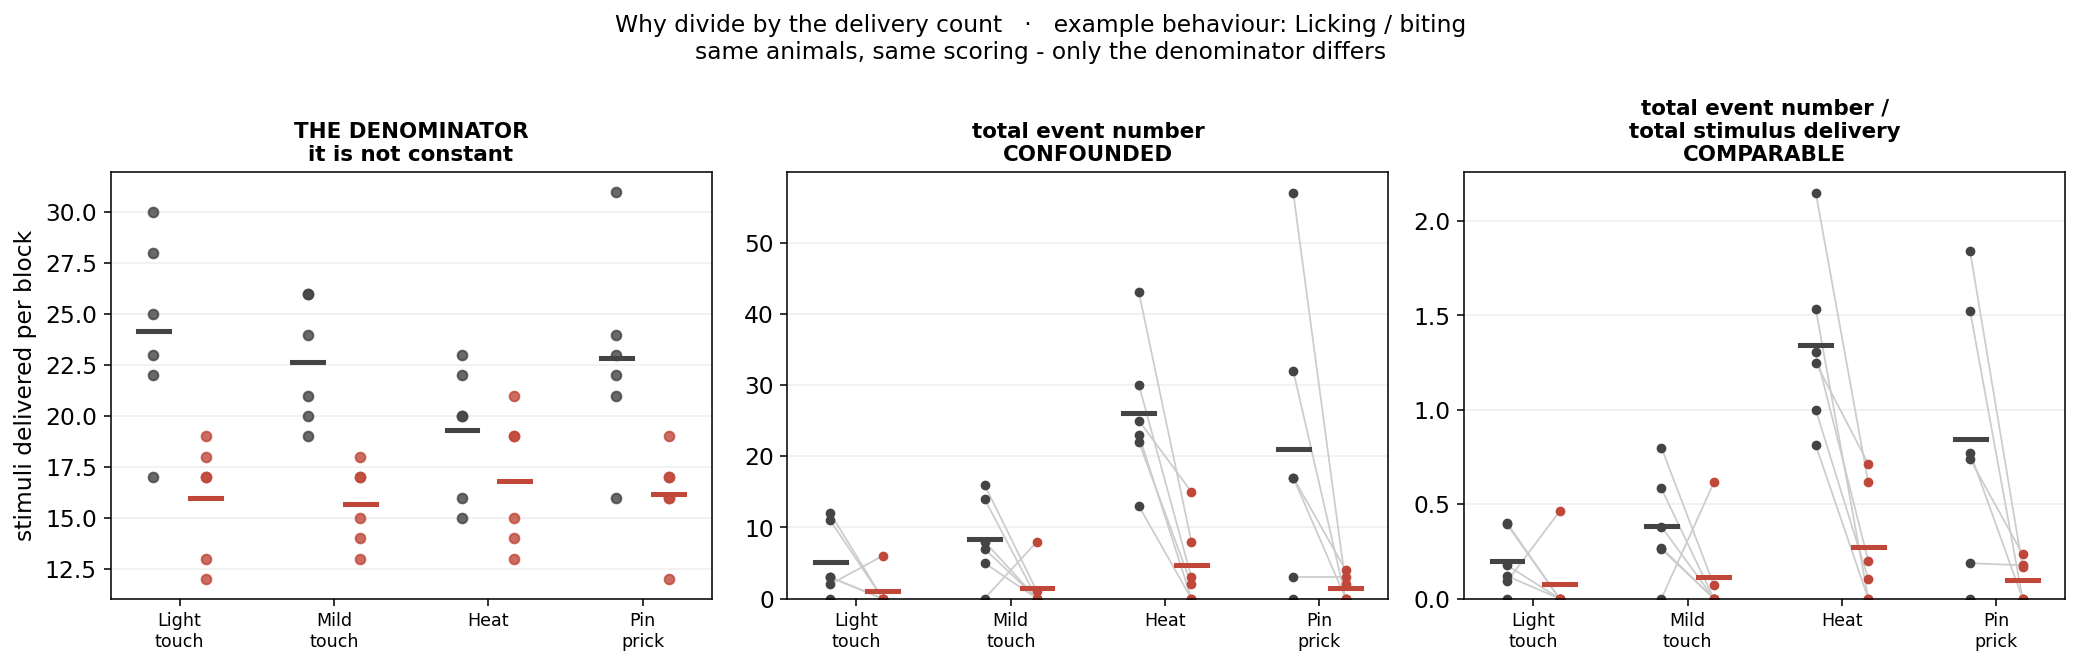 Why divide by the delivery count · example behaviour: Licking / biting
same animals, same scoring - only the denominator differs
THE DENOMINATOR
it is not constant
stimuli delivered per block
30.0
27.5
25.0
22.5
20.0
17.5
15.0
12.5
Light
touch
Mild
touch
Heat
Pin
prick
total event number
CONFOUNDED
50
40
30
20
10
0
Light
touch
Mild
touch
Heat
Pin
prick
total event number /
total stimulus delivery
COMPARABLE
2.0
1.5
1.0
0.5
0.0
Light
touch
Mild
touch
Heat
Pin
prick